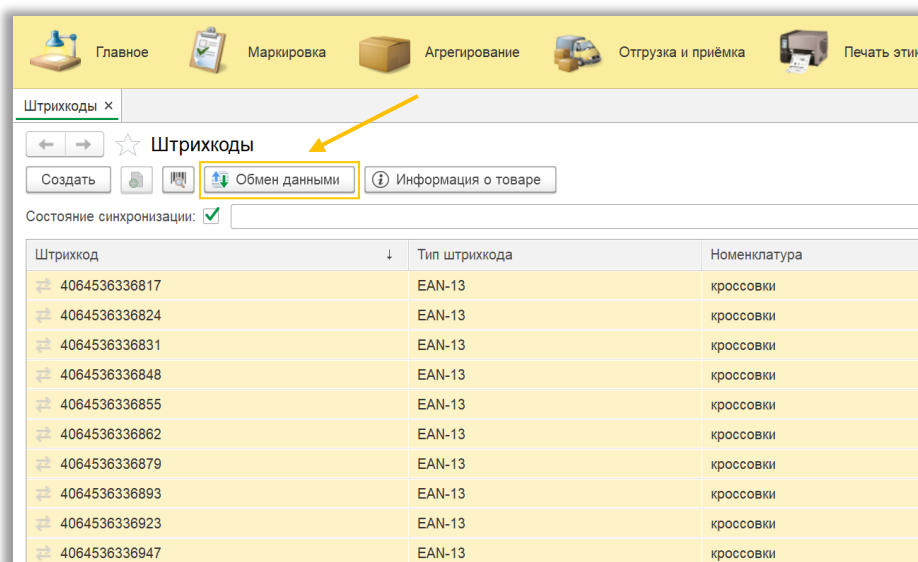 Главное Маркировка Агрегирование Отгрузка и приёмка Печать этик
Штрихкоды ×
Штрихкоды
Создать Обмен данными Информация о товаре
Состояние синхронизации:
Штрихкод ↓ Тип штрихкода Номенклатура
4064536336817 EAN-13 кроссовки
4064536336824 EAN-13 кроссовки
4064536336831 EAN-13 кроссовки
4064536336848 EAN-13 кроссовки
4064536336855 EAN-13 кроссовки
4064536336862 EAN-13 кроссовки
4064536336879 EAN-13 кроссовки
4064536336893 EAN-13 кроссовки
4064536336923 EAN-13 кроссовки
4064536336947 EAN-13 кроссовки